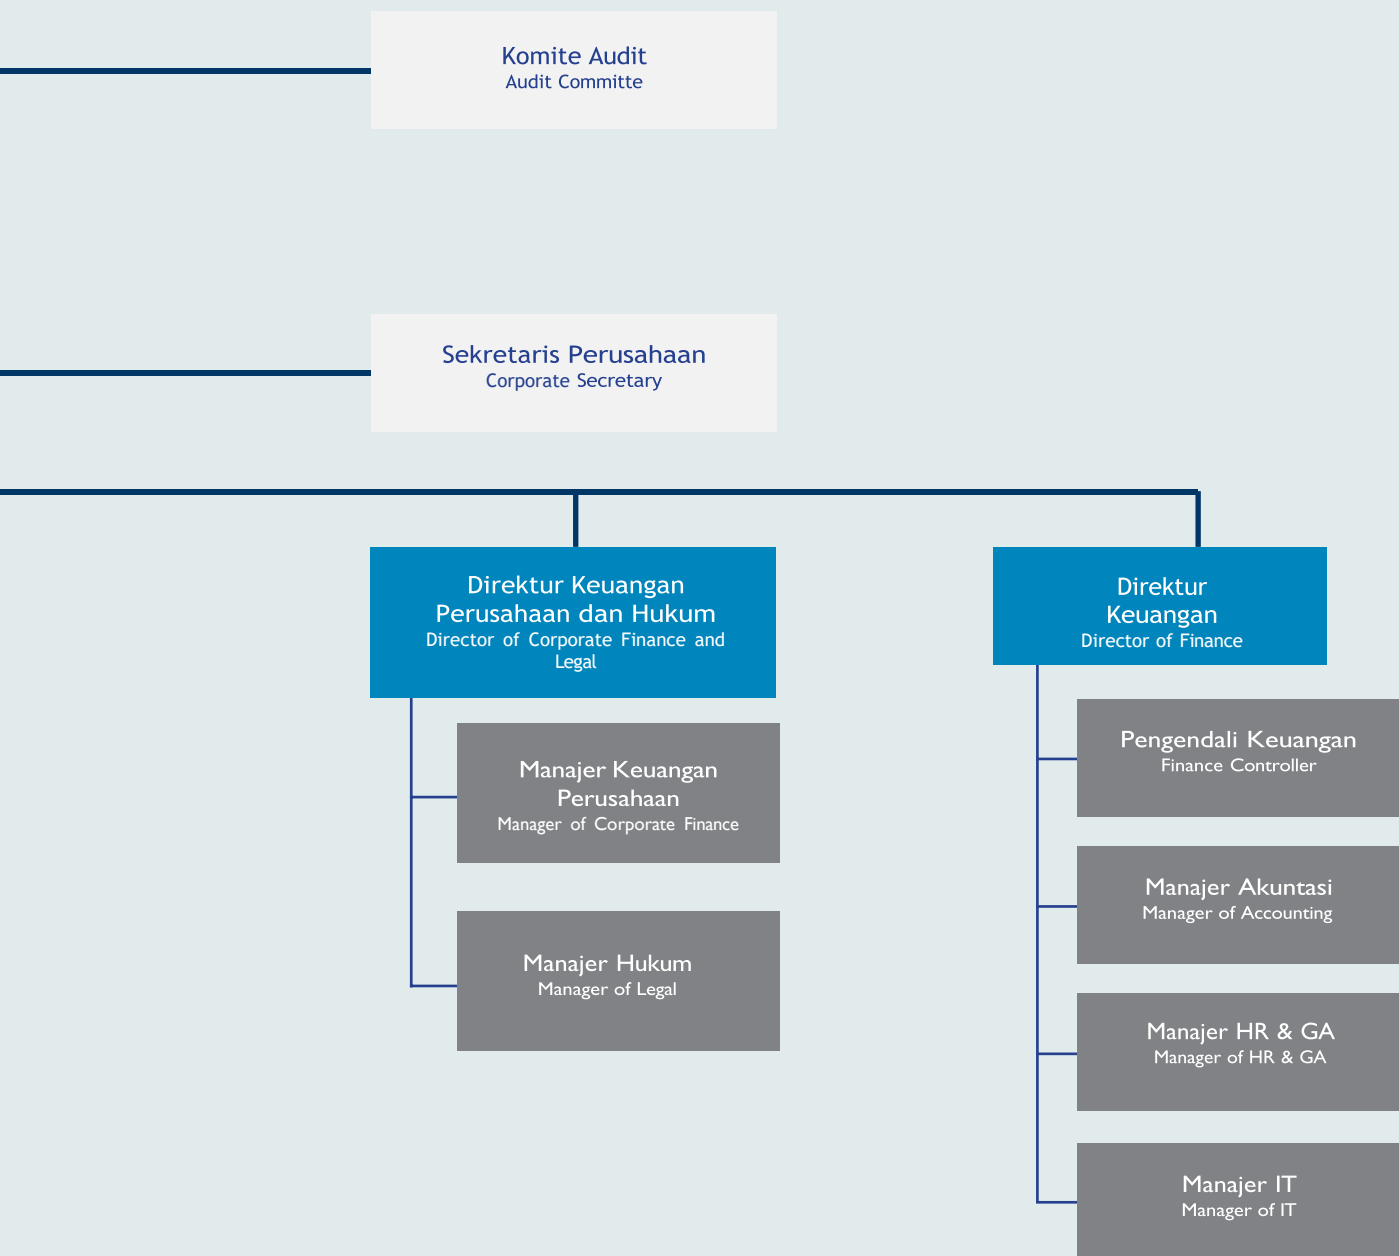 Komite Audit
Audit Committe
Sekretaris Perusahaan
Corporate Secretary
Direktur Keuangan
Perusahaan dan Hukum
Director of Corporate Finance and
Legal
Manajer Keuangan
Perusahaan
Manager of Corporate Finance
Manajer Hukum
Manager of Legal
Direktur
Keuangan
Director of Finance
Pengendali Keuangan
Finance Controller
Manajer Akuntasi
Manager of Accounting
Manajer HR & GA
Manager of HR & GA
Manajer IT
Manager of IT